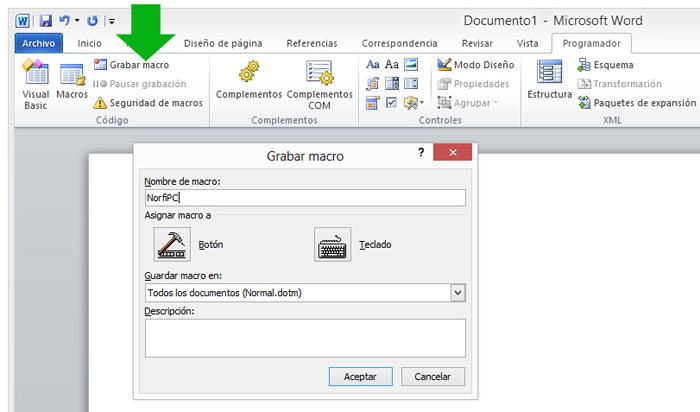 Documento1 - Microsoft Word
Archivo Inicio Diseño de página Referencias Correspondencia Revisar Vista Programador
Visual Basic
Macros
Grabar macro
Pausar grabación
Seguridad de macros
Código
Complementos
Complementos COM
Complementos
Aa Aa
Modo Diseño
Propiedades
Agrupar
Controles
Estructura
Esquema
Transformación
Paquetes de expansión
XML
Grabar macro
Nombre de macro:
NorfiPC
Asignar macro a
Botón
Teclado
Guardar macro en:
Todos los documentos (Normal.dotm)
Descripción:
Aceptar Cancelar